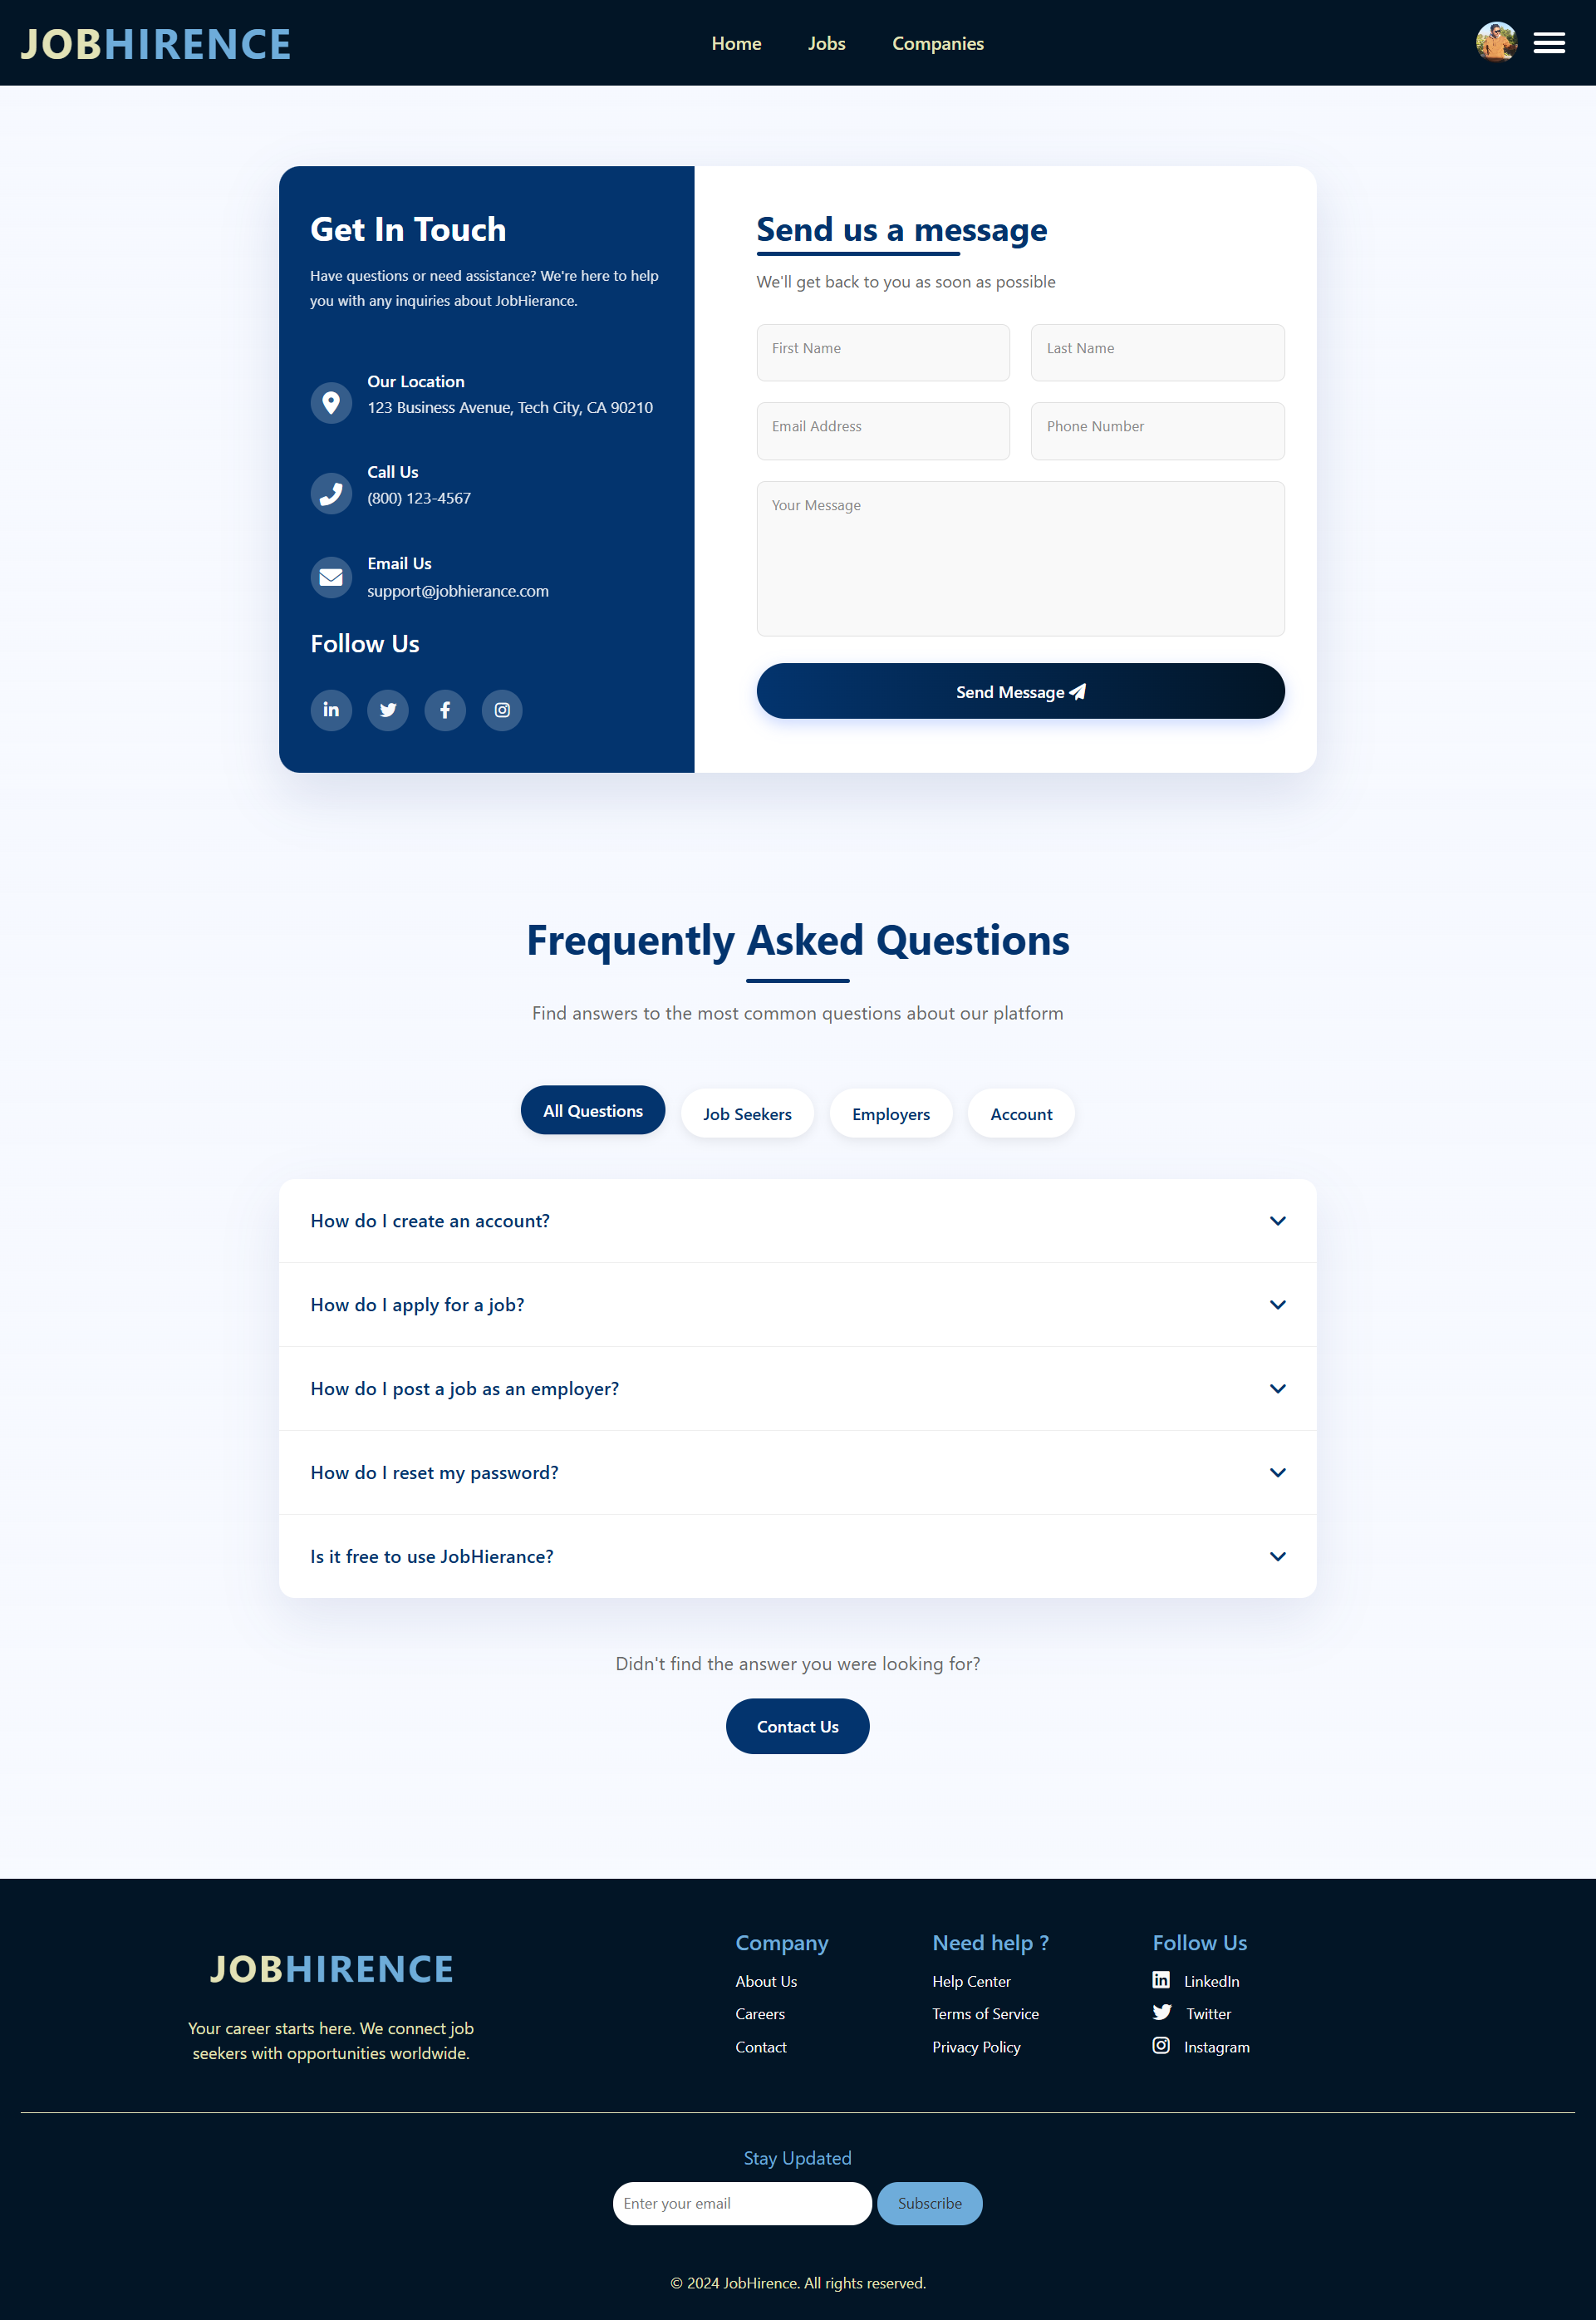 JOBHIRENCE
Home
Jobs
Companies
Get In Touch
Have questions or need assistance? We're here to help
you with any inquiries about JobHierance.
Our Location
123 Business Avenue, Tech City, CA 90210
Call Us
(800) 123-4567
Email Us
support@jobhierance.com
Follow Us
Send us a message
We'll get back to you as soon as possible
First Name
Last Name
Email Address
Phone Number
Your Message
Send Message
Frequently Asked Questions
Find answers to the most common questions about our platform
All Questions
Job Seekers
Employers
Account
How do I create an account?
How do I apply for a job?
How do I post a job as an employer?
How do I reset my password?
Is it free to use JobHierance?
Didn't find the answer you were looking for?
Contact Us
JOBHIRENCE
Your career starts here. We connect job
seekers with opportunities worldwide.
Company
About Us
Careers
Contact
Need help ?
Help Center
Terms of Service
Privacy Policy
Follow Us
LinkedIn
Twitter
Instagram
Stay Updated
Enter your email
Subscribe
© 2024 JobHirence. All rights reserved.